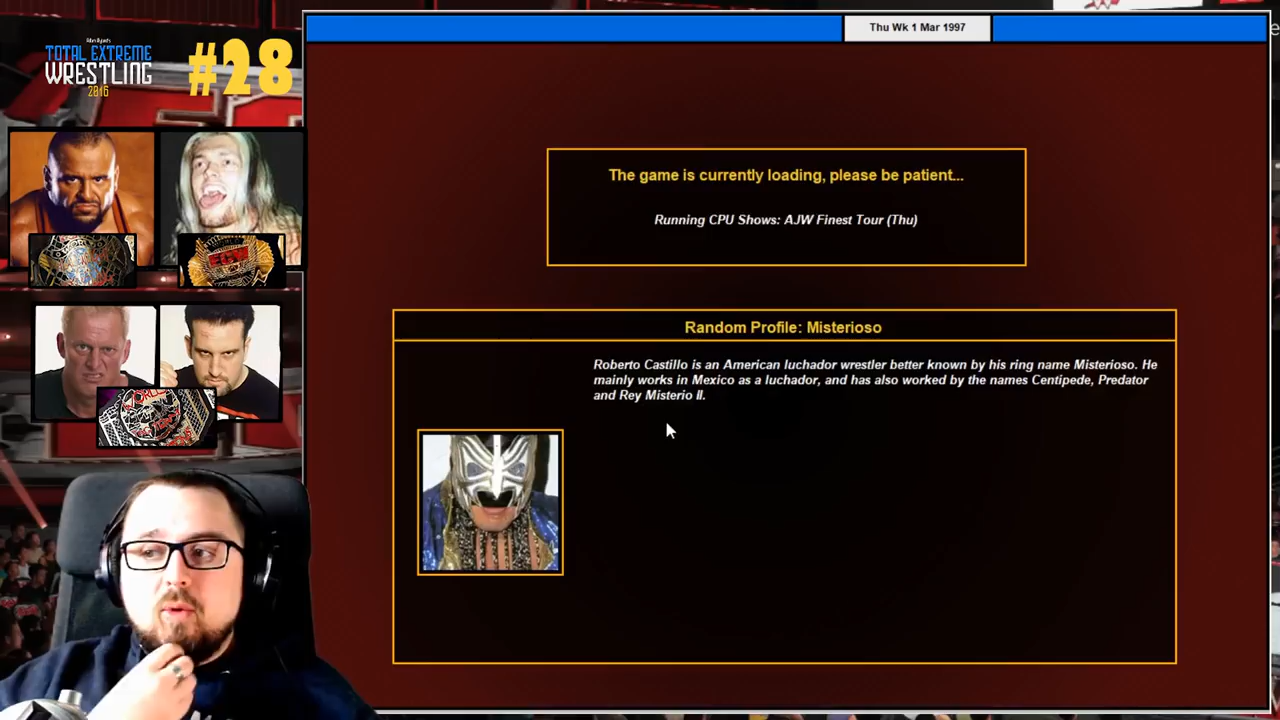 Adam Ryland's
TOTAL EXTREME
WRESTLING
2016
#28
Thu Wk 1 Mar 1997
The game is currently loading, please be patient...
Running CPU Shows: AJW Finest Tour (Thu)
Random Profile: Misterioso
Roberto Castillo is an American luchador wrestler better known by his ring name Misterioso. He
mainly works in Mexico as a luchador, and has also worked by the names Centipede, Predator
and Rey Misterio II.
ECW